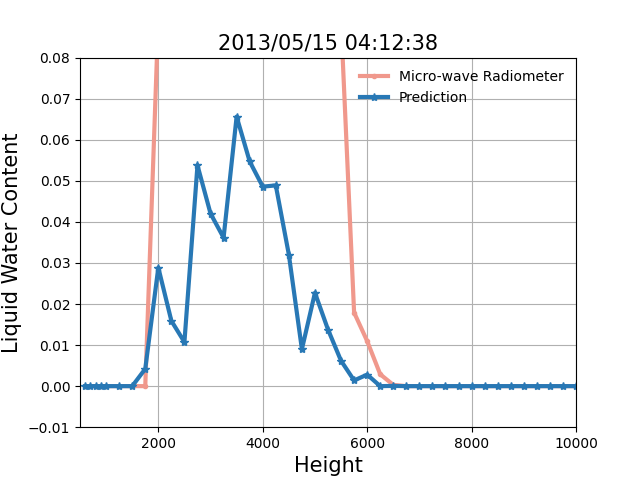 2013/05/15 04:12:38
Micro-wave Radiometer
Prediction
Liquid Water Content
0.08
0.07
0.06
0.05
0.04
0.03
0.02
0.01
0.00
−0.01
2000 4000 6000 8000 10000
Height